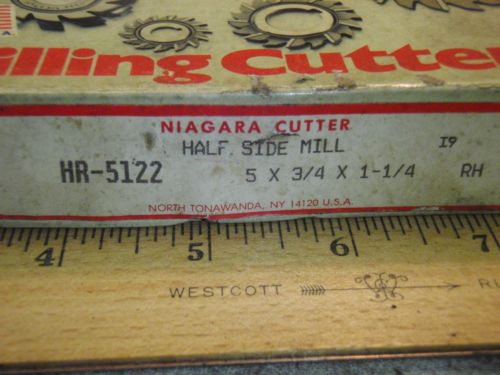 illing Cutter
NIAGARA CUTTER
HALF SIDE MILL I9
HR-5122 5 X 3/4 X 1-1/4 RH
NORTH TONAWANDA, NY 14120 U.S.A.
4 5 6 7
WESTCOTT RU